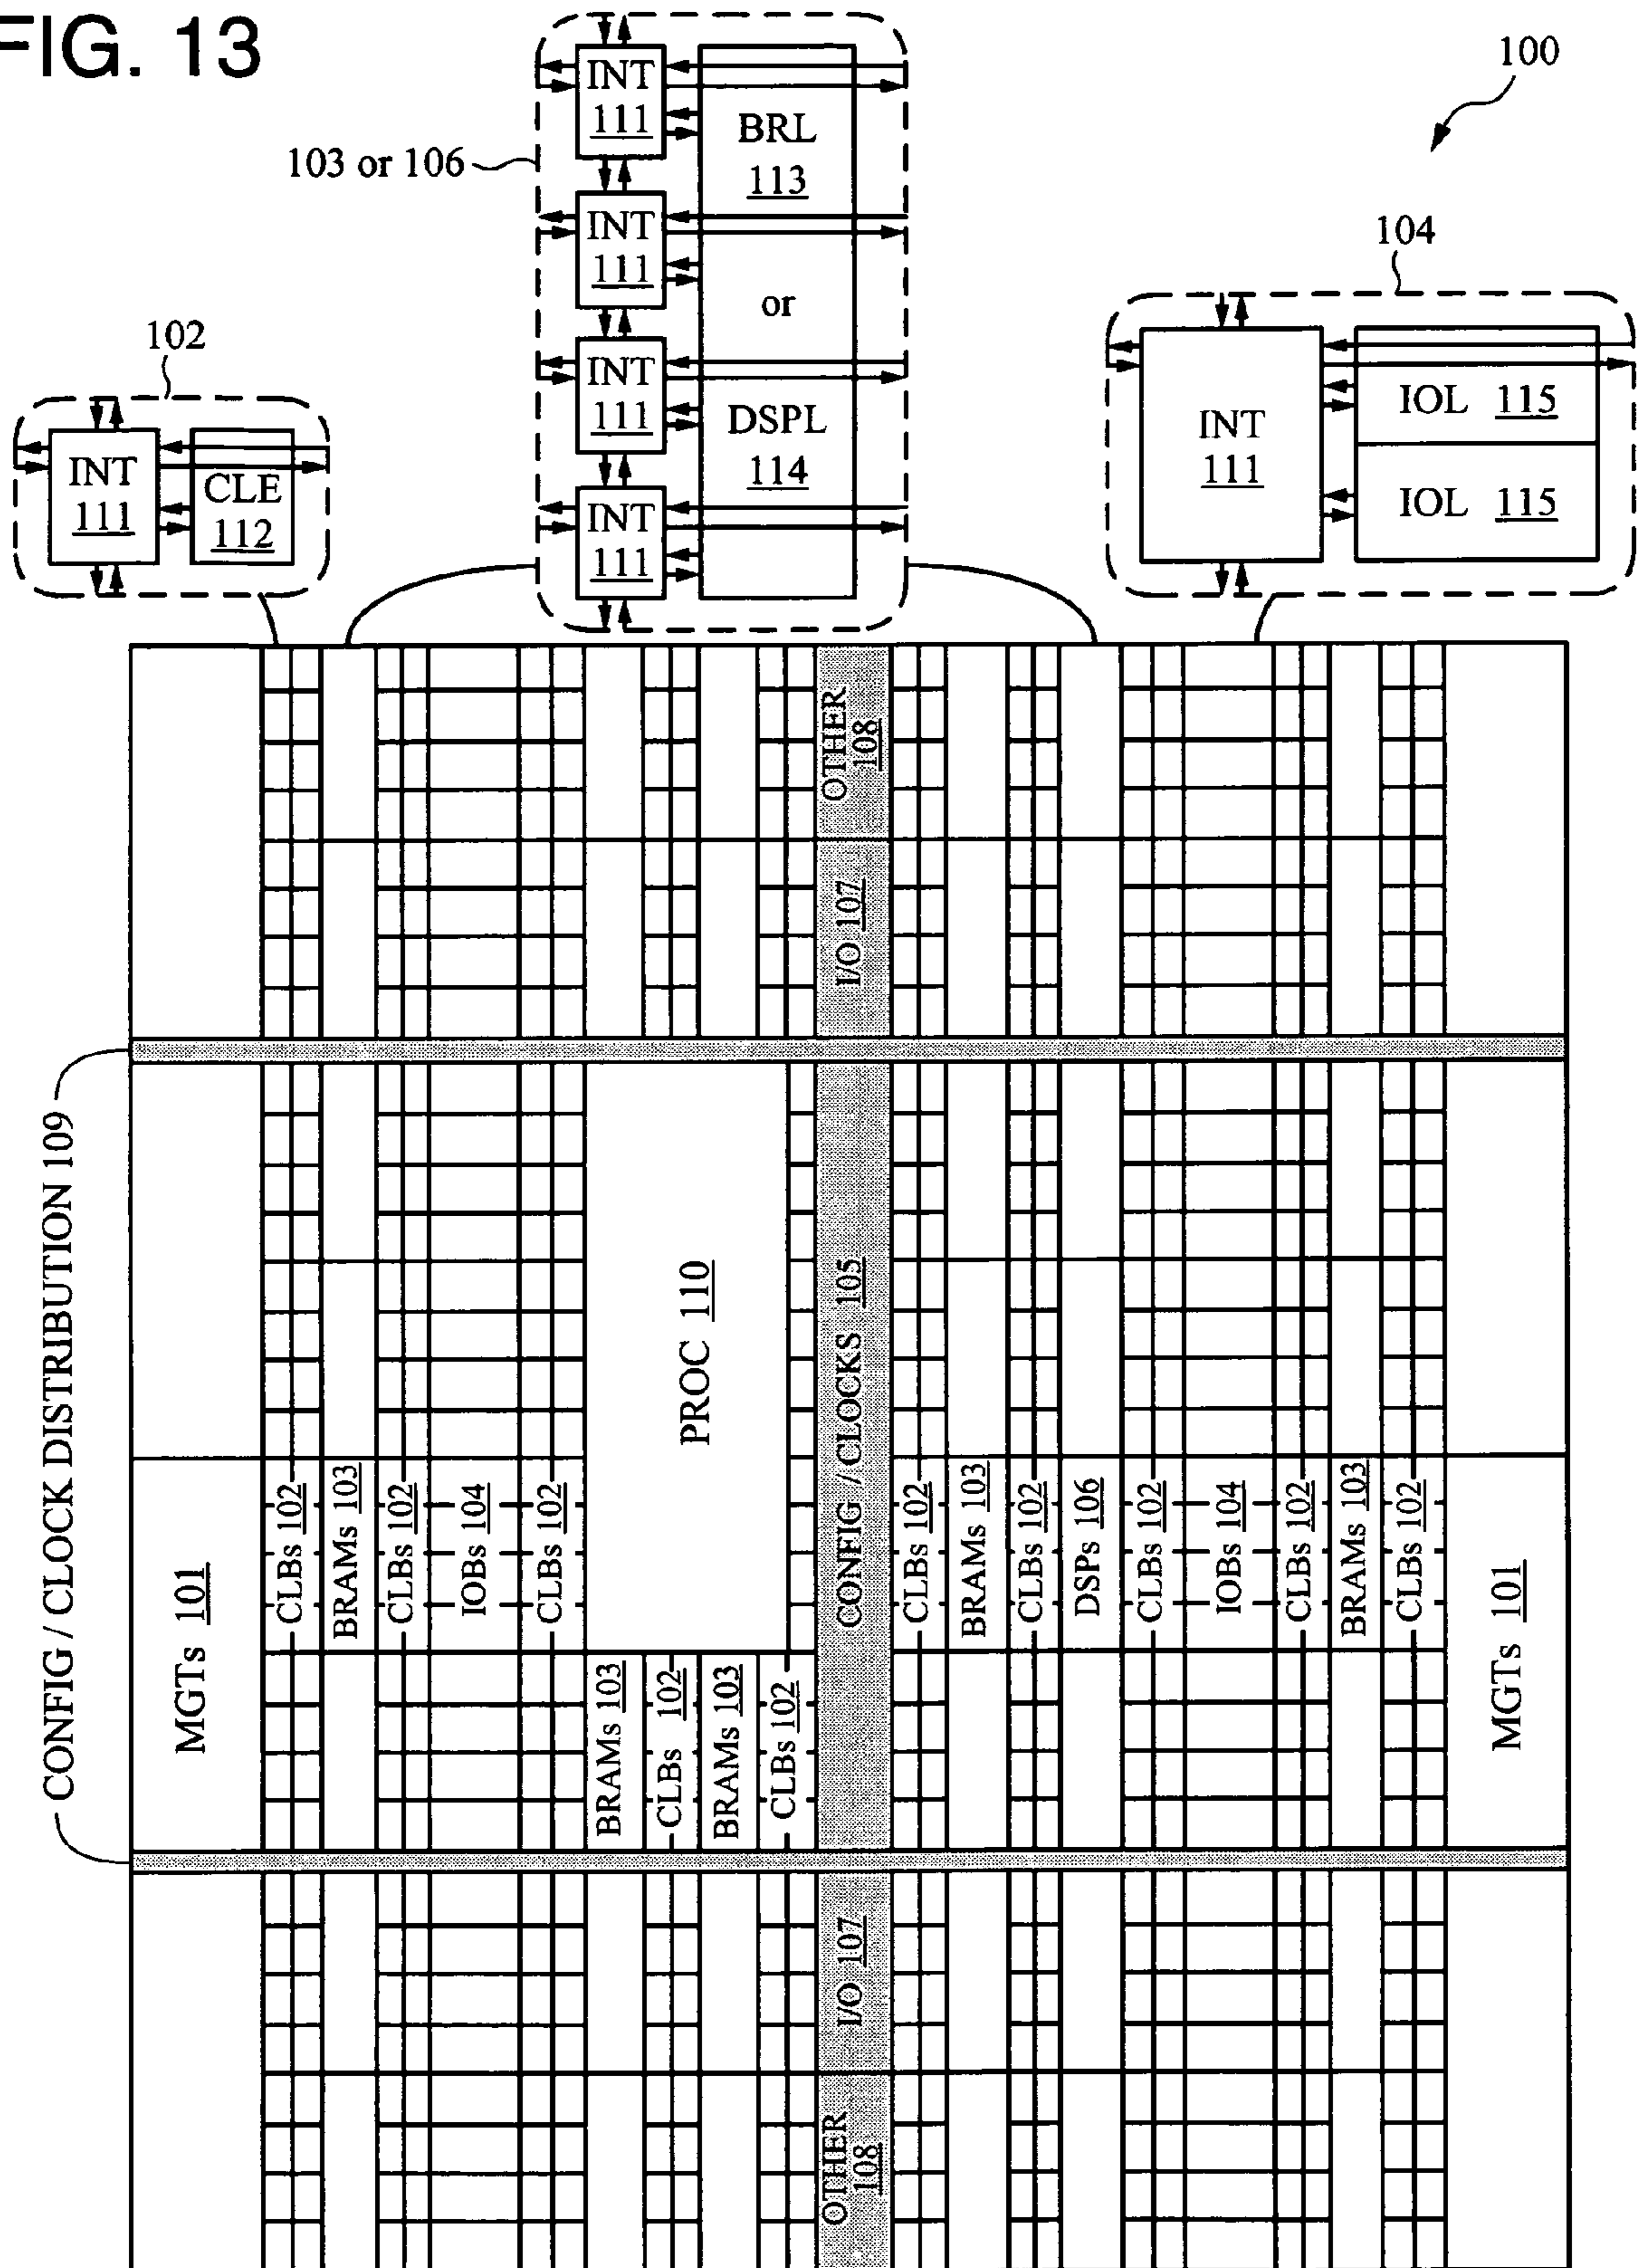 FIG. 13
100
103 or 106
INT
111
INT
111
INT
111
INT
111
BRL
113
or
DSPL
114
104
INT
111
IOL 115
IOL 115
102
INT
111
CLE
112
OTHER
108
I/O 107
CONFIG / CLOCK DISTRIBUTION 109
MGTs 101
CLBs 102
BRAMs 103
CLBs 102
IOBs 104
CLBs 102
PROC 110
BRAMs 103
CLBs 102
BRAMs 103
CLBs 102
CONFIG / CLOCKS 105
CLBs 102
BRAMs 103
CLBs 102
DSPs 106
CLBs 102
IOBs 104
CLBs 102
BRAMs 103
CLBs 102
MGTs 101
I/O 107
OTHER
108